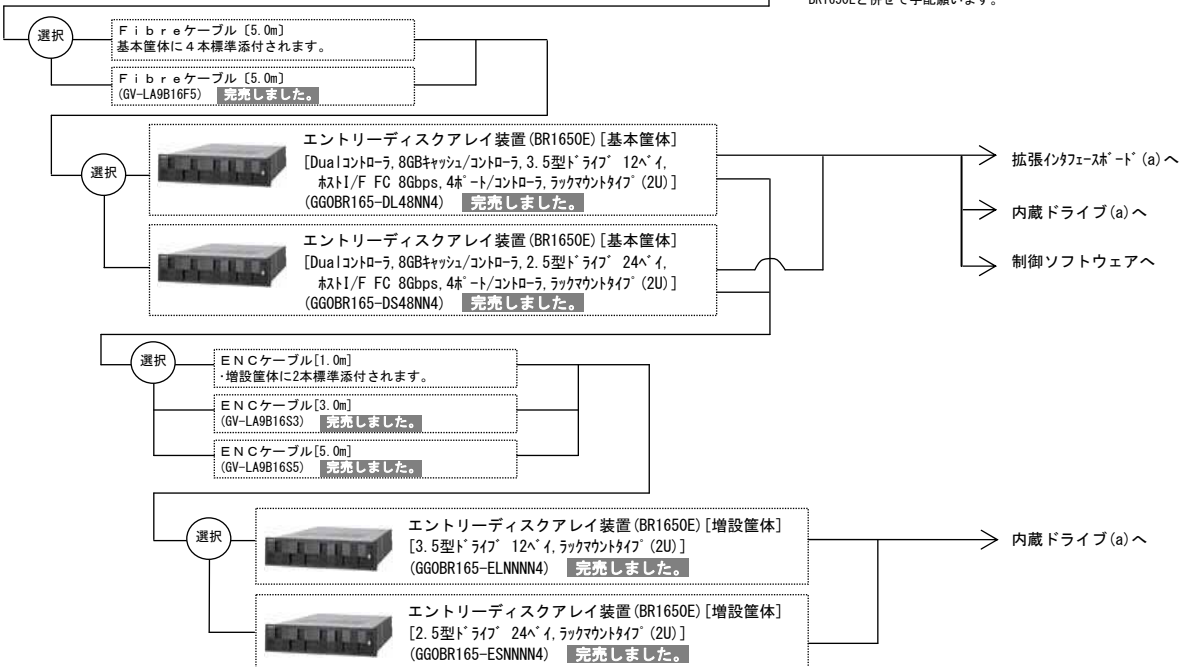 BR1650Eと併せて手配願います。
選択
Ｆｉｂｒｅケーブル〔5.0m〕
基本筐体に４本標準添付されます。
Ｆｉｂｒｅケーブル〔5.0m〕
(GV-LA9B16F5) 完売しました。
選択
エントリーディスクアレイ装置(BR1650E)[基本筐体]
[Dualｺﾝﾄﾛｰﾗ,8GBｷｬｯｼｭ/ｺﾝﾄﾛｰﾗ,3.5型ﾄﾞﾗｲﾌﾞ 12ﾍﾞｲ,
ﾎｽﾄI/F FC 8Gbps,4ﾎﾟｰﾄ/ｺﾝﾄﾛｰﾗ,ﾗｯｸﾏｳﾝﾄﾀｲﾌﾟ(2U)]
(GG0BR165-DL48NN4) 完売しました。
エントリーディスクアレイ装置(BR1650E)[基本筐体]
[Dualｺﾝﾄﾛｰﾗ,8GBｷｬｯｼｭ/ｺﾝﾄﾛｰﾗ,2.5型ﾄﾞﾗｲﾌﾞ 24ﾍﾞｲ,
ﾎｽﾄI/F FC 8Gbps,4ﾎﾟｰﾄ/ｺﾝﾄﾛｰﾗ,ﾗｯｸﾏｳﾝﾄﾀｲﾌﾟ(2U)]
(GG0BR165-DS48NN4) 完売しました。
拡張ｲﾝﾀﾌｪｰｽﾎﾞｰﾄﾞ(a)へ
内蔵ドライブ(a)へ
制御ソフトウェアへ
選択
ＥＮＣケーブル[1.0m]
･増設筐体に2本標準添付されます。
ＥＮＣケーブル[3.0m]
(GV-LA9B16S3) 完売しました。
ＥＮＣケーブル[5.0m]
(GV-LA9B16S5) 完売しました。
選択
エントリーディスクアレイ装置(BR1650E)[増設筐体]
[3.5型ﾄﾞﾗｲﾌﾞ 12ﾍﾞｲ,ﾗｯｸﾏｳﾝﾄﾀｲﾌﾟ(2U)]
(GG0BR165-ELNNNN4) 完売しました。
エントリーディスクアレイ装置(BR1650E)[増設筐体]
[2.5型ﾄﾞﾗｲﾌﾞ 24ﾍﾞｲ,ﾗｯｸﾏｳﾝﾄﾀｲﾌﾟ(2U)]
(GG0BR165-ESNNNN4) 完売しました。
内蔵ドライブ(a)へ